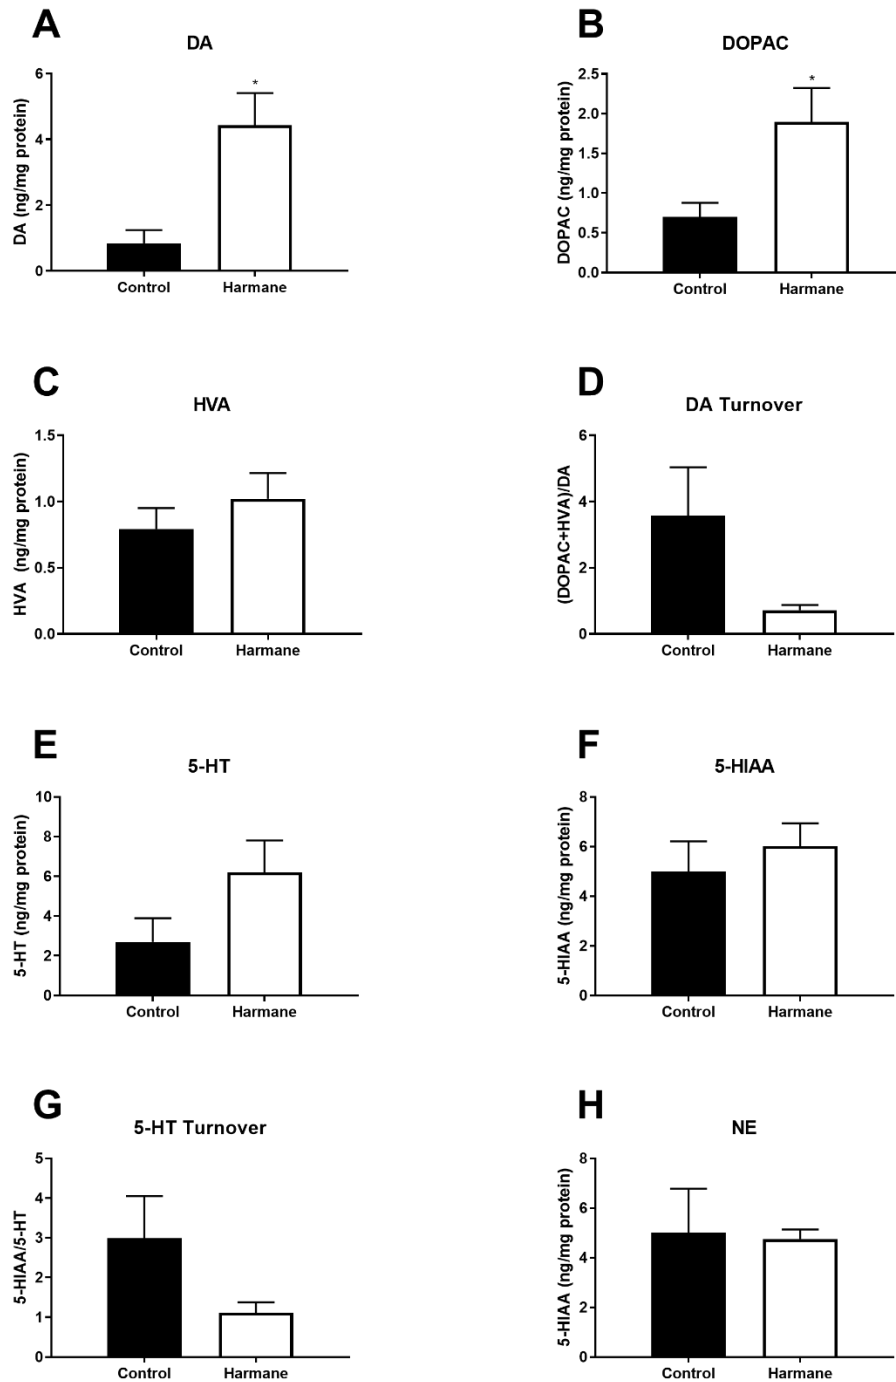 A
DA
DA (ng/mg protein)
6
4
2
0
*
Control
Harmane
B
DOPAC
DOPAC (ng/mg protein)
2.5
2.0
1.5
1.0
0.5
0.0
*
Control
Harmane
C
HVA
HVA (ng/mg protein)
1.5
1.0
0.5
0.0
Control
Harmane
D
DA Turnover
(DOPAC+HVA)/DA
6
4
2
0
Control
Harmane
E
5-HT
5-HT (ng/mg protein)
10
8
6
4
2
0
Control
Harmane
F
5-HIAA
5-HIAA (ng/mg protein)
8
6
4
2
0
Control
Harmane
G
5-HT Turnover
5-HIAA/5-HT
5
4
3
2
1
0
Control
Harmane
H
NE
5-HIAA (ng/mg protein)
8
6
4
2
0
Control
Harmane